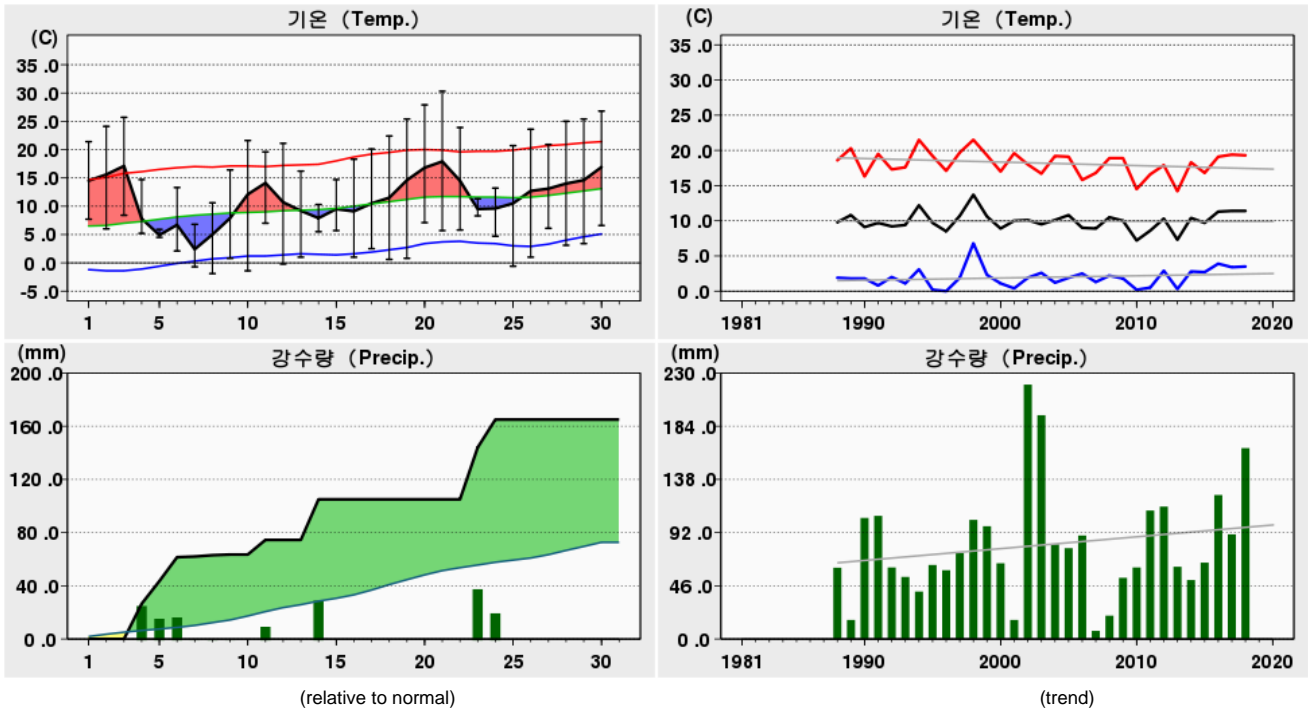 기온 (Temp.)
(C)
35 .0
30 .0
25 .0
20 .0
15 .0
10 .0
5 .0
0 .0
-5 .0
1 5 10 15 20 25 30
기온 (Temp.)
(C)
35 .0
30 .0
25 .0
20 .0
15 .0
10 .0
5 .0
0 .0
1981 1990 2000 2010 2020
강수량 (Precip.)
(mm)
200 .0
160 .0
120 .0
80 .0
40 .0
0 .0
1 5 10 15 20 25 30
(relative to normal)
강수량 (Precip.)
(mm)
230 .0
184 .0
138 .0
92 .0
46 .0
0 .0
1981 1990 2000 2010 2020
(trend)